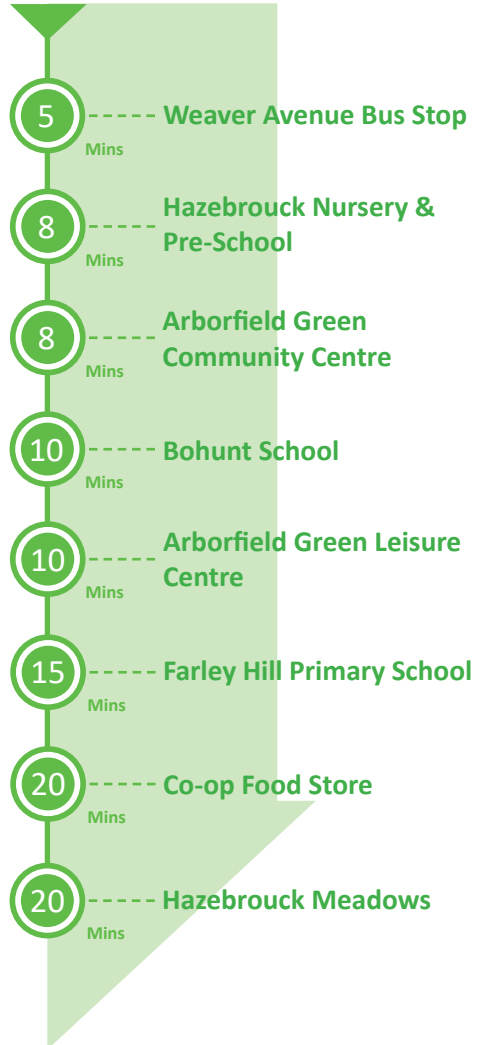 5
Mins
Weaver Avenue Bus Stop
8
Mins
Hazebrouck Nursery &
Pre-School
8
Mins
Arborfield Green
Community Centre
10
Mins
Bohunt School
10
Mins
Arborfield Green Leisure
Centre
15
Mins
Farley Hill Primary School
20
Mins
Co-op Food Store
20
Mins
Hazebrouck Meadows